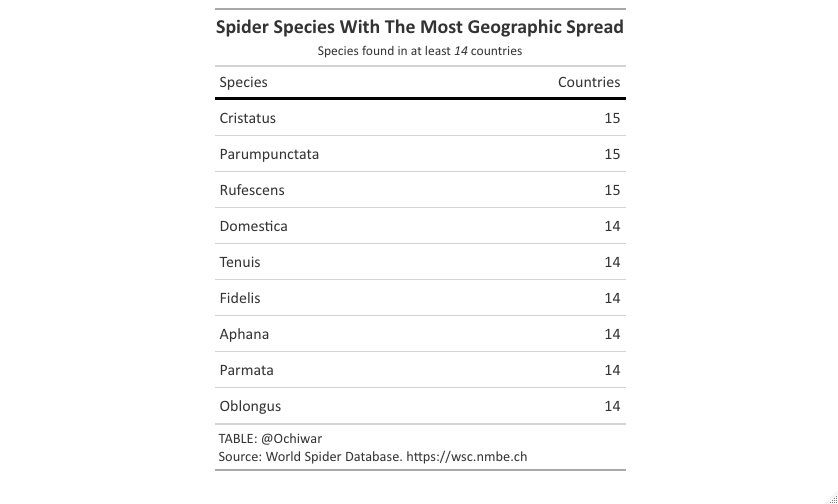 Spider Species With The Most Geographic Spread
Species found in at least 14 countries
Species Countries
Cristatus 15
Parumpunctata 15
Rufescens 15
Domestica 14
Tenuis 14
Fidelis 14
Aphana 14
Parmata 14
Oblongus 14
TABLE: @Ochiwar
Source: World Spider Database. https://wsc.nmbe.ch